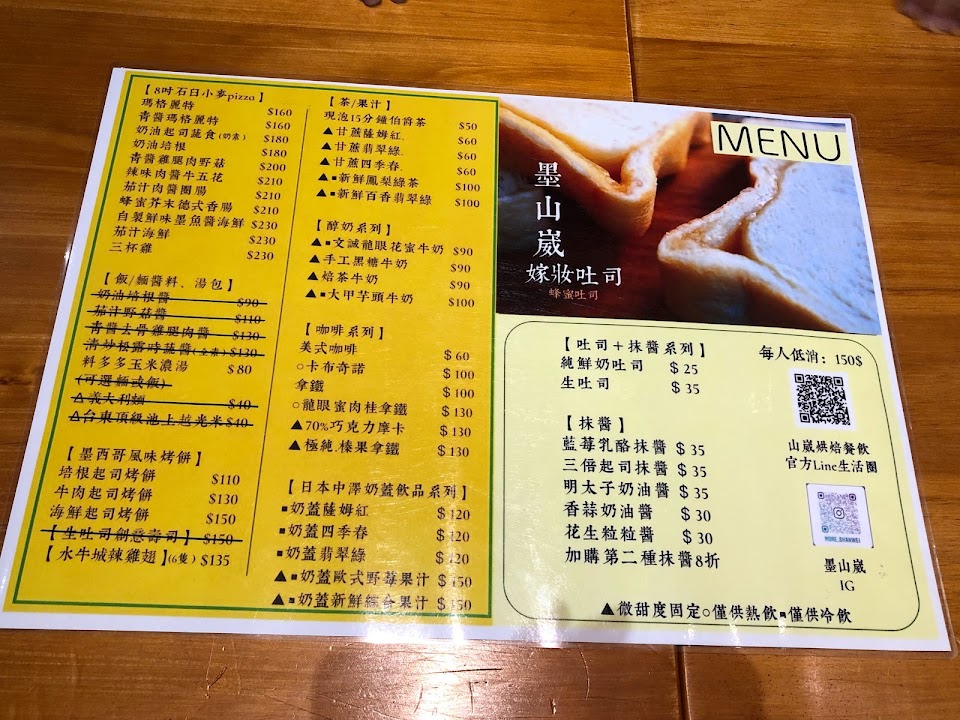 【8吋石臼小麥pizza】
瑪格麗特 $160
青醬瑪格麗特 $160
奶油起司蔬食(奶素) $180
奶油培根 $180
青醬雞腿肉野菇 $200
辣味肉醬牛五花 $210
茄汁肉醬圈腸 $210
蜂蜜芥末德式香腸 $210
自製鮮味墨魚醬海鮮 $230
茄汁海鮮 $230
三杯雞 $230
【飯/麵醬料、湯包】
奶油培根醬 $90
茄汁野菇醬 $110
青醬去骨雞腿肉醬 $130
清炒松露時蔬醬(全素) $130
料多多玉米濃湯 $80
(可選麵或飯)
△義大利麵 $40
△台東頂級池上越光米 $40
【墨西哥風味烤餅】
培根起司烤餅 $110
牛肉起司烤餅 $130
海鮮起司烤餅 $150
【生吐司創意壽司】 $150
【水牛城辣雞翅】(6隻) $135
【茶/果汁】
現泡15分鐘伯爵茶 $50
▲甘蔗薩姆紅. $60
▲甘蔗翡翠綠. $60
▲甘蔗四季春. $60
▲■新鮮鳳梨綠茶 $100
▲■新鮮百香翡翠綠 $100
【醇奶系列】
▲■文誠龍眼花蜜牛奶 $90
▲手工黑糖牛奶 $90
▲焙茶牛奶 $90
▲■大甲芋頭牛奶 $100
【咖啡系列】
美式咖啡 $60
○卡布奇諾 $100
拿鐵 $100
○龍眼蜜肉桂拿鐵 $130
▲70%巧克力摩卡 $130
▲極純.榛果拿鐵 $130
【日本中澤奶蓋飲品系列】
■奶蓋薩姆紅 $120
■奶蓋四季春 $120
■奶蓋翡翠綠 $120
▲■奶蓋歐式野莓果汁 $150
▲■奶蓋新鮮綜合果汁 $150
MENU
墨山崴
嫁妝吐司
蜂蜜吐司
【吐司+抹醬系列】
純鮮奶吐司 $25
生吐司 $35
【抹醬】
藍莓乳酪抹醬 $35
三倍起司抹醬 $35
明太子奶油醬 $35
香蒜奶油醬 $30
花生粒粒醬 $30
加購第二種抹醬8折
每人低消：150$
山崴烘焙餐飲
官方Line生活圈
MORE_SHANWEI
墨山崴
IG
▲微甜度固定○僅供熱飲■僅供冷飲